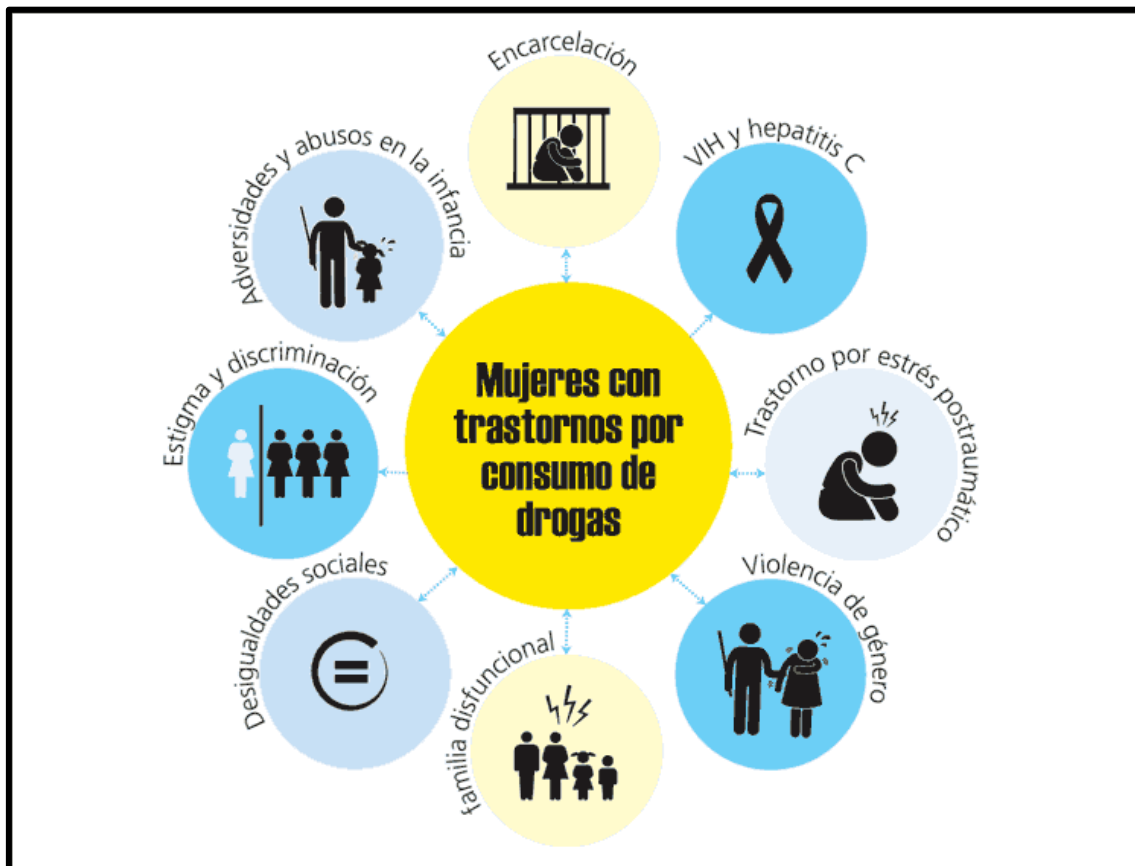 Encarcelación
VIH y hepatitis C
Trastorno por estrés postraumático
Violencia de género
familia disfuncional
Desigualdades sociales
Estigma y discriminación
Adversidades y abusos en la infancia
Mujeres con
trastornos por
consumo de
drogas